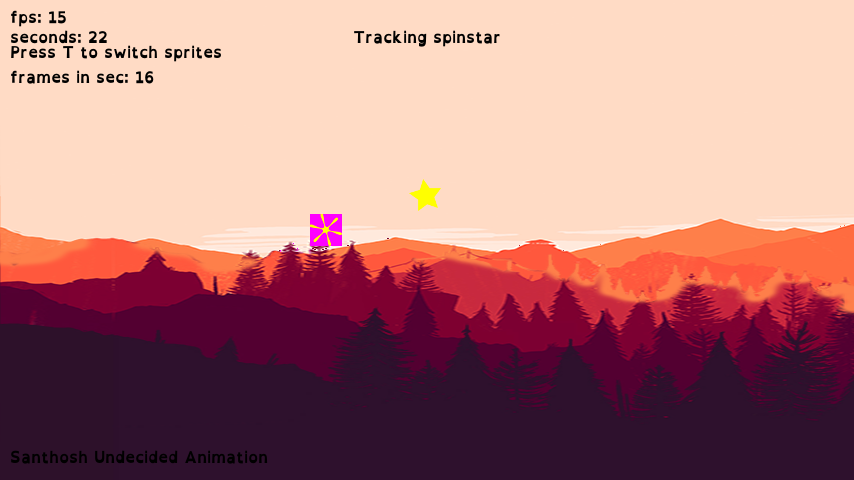 fps: 15
seconds: 22
Tracking spinstar
Press T to switch sprites
frames in sec: 16
Santhosh Undecided Animation